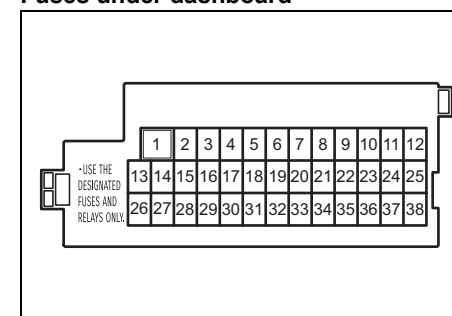 Fuses under dashboard
1 2 3 4 5 6 7 8 9 10 11 12
•USE THE
DESIGNATED
FUSES AND
RELAYS ONLY.
13 14 15 16 17 18 19 20 21 22 23 24 25
26 27 28 29 30 31 32 33 34 35 36 37 38